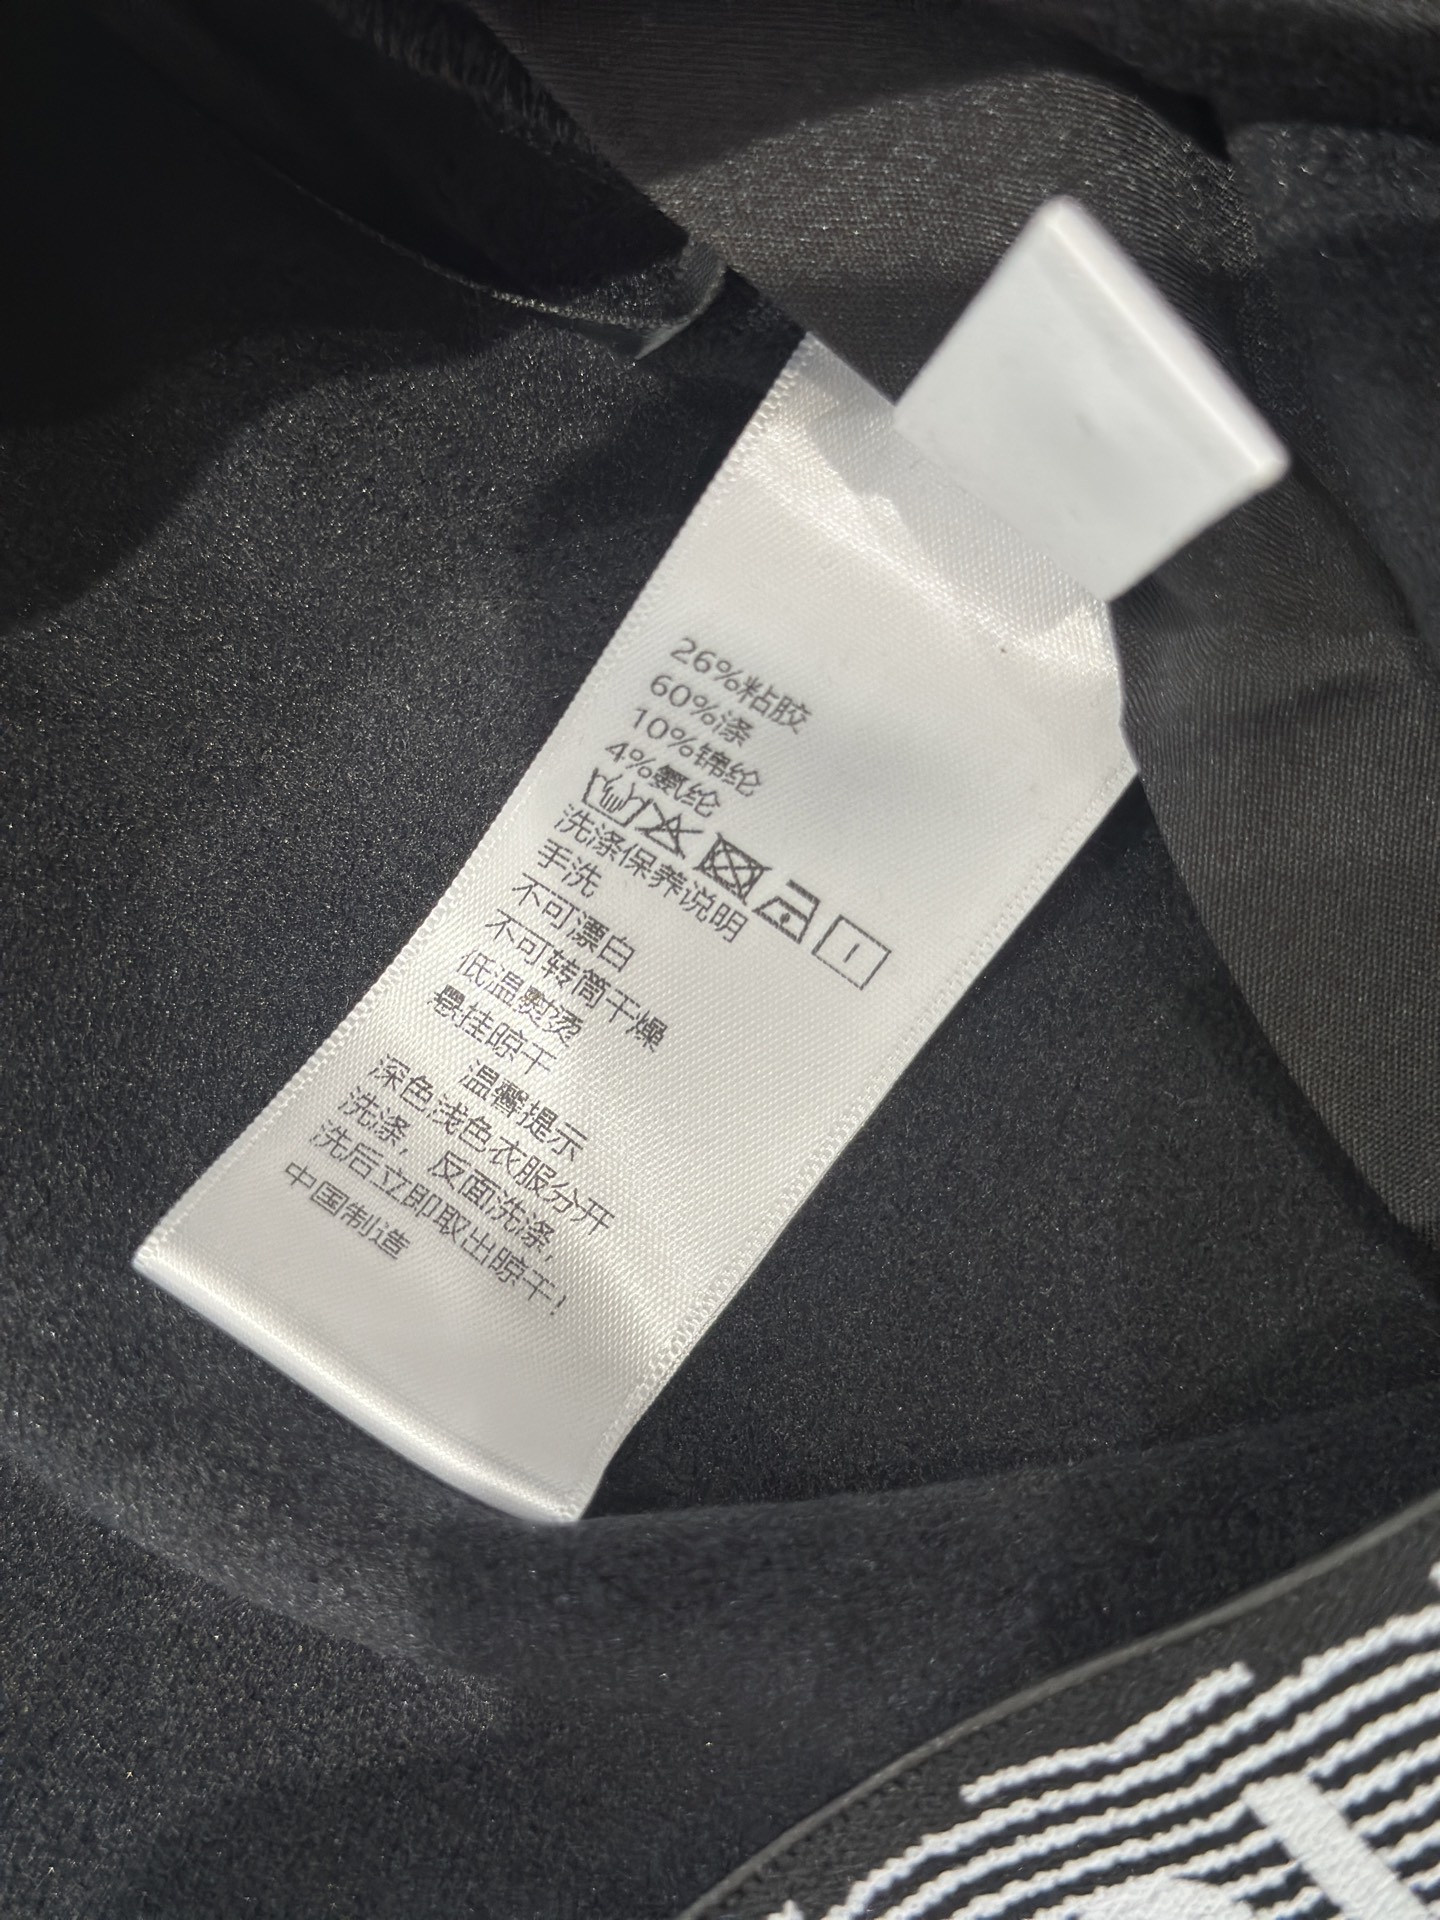 26%粘胶
60%涤
10%锦纶
4%氨纶
洗涤保养说明
手洗
不可漂白
不可转筒干燥
低温熨烫
悬挂晾干
温馨提示
深色,浅色衣服分开
洗涤，反面洗涤,
洗后立即取出晾干!
中国制造